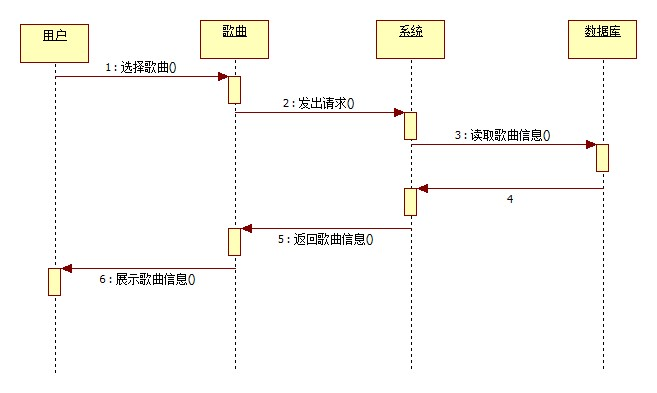 用户
歌曲
系统
数据库
1 : 选择歌曲()
2 : 发出请求()
3 : 读取歌曲信息()
4
5 : 返回歌曲信息()
6 : 展示歌曲信息()